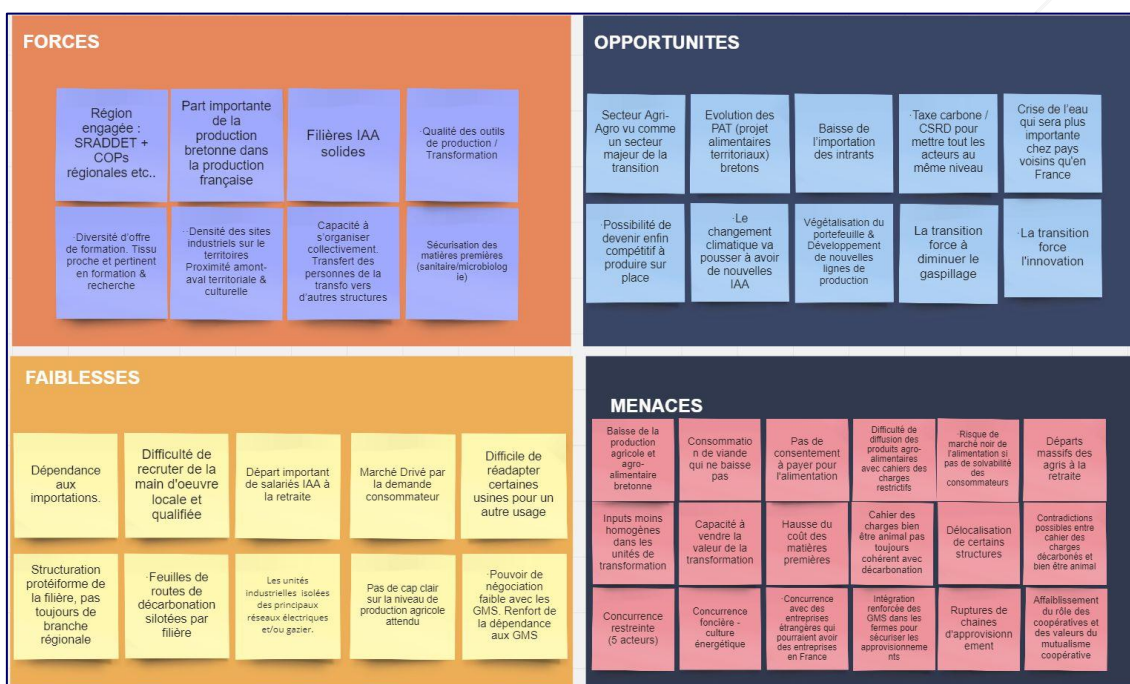 FORCES
Région
engagée :
SRADDET +
COPs
régionales etc..
Part importante
de la
production
bretonne dans
la production
française
Filières IAA
solides
·Qualité des outils
de production /
Transformation
·Diversité d'offre
de formation. Tissu
proche et pertinent
en formation &
recherche
·Densité des sites
industriels sur le
territoires
Proximité amont-
aval territoriale &
culturelle
Capacité à
s'organiser
collectivement.
Transfert des
personnes de la
transfo vers
d'autres structures
Sécurisation des
matières premières
(sanitaire/microbiolog
ie)
OPPORTUNITES
Secteur Agri-
Agro vu comme
un secteur
majeur de la
transition
Evolution des
PAT (projet
alimentaires
territoriaux)
bretons
Baisse de
l'importation
des intrants
·Taxe carbone /
CSRD pour
mettre tout les
acteurs au
même niveau
Crise de l'eau
qui sera plus
importante
chez pays
voisins qu'en
France
·Possibilité de
devenir enfin
compétitif à
produire sur
place
·Le
changement
climatique va
pousser à avoir
de nouvelles
IAA
Végétalisation du
portefeuille &
Développement
de nouvelles
lignes de
production
La transition
force à
diminuer le
gaspillage
·La transition
force
l'innovation
FAIBLESSES
Dépendance
aux
importations.
Difficulté de
recruter de la
main d'oeuvre
locale et
qualifiée
Départ important
de salariés IAA à
la retraite
Marché Drivé par
la demande
consommateur
Difficile de
réadapter
certaines
usines pour un
autre usage
Structuration
protéiforme de
la filière, pas
toujours de
branche
régionale
·Feuilles de
routes de
décarbonation
silotées par
filière
Les unités
industrielles isolées
des principaux
réseaux électriques
et/ou gazier.
Pas de cap clair
sur la niveau de
production agricole
attendu
·Pouvoir de
négociation
faible avec les
GMS. Renfort de
la dépendance
aux GMS
MENACES
Baisse de la
production
agricole et
agro-
alimentaire
bretonne
Consommatio
n de viande
qui ne baisse
pas
Pas de
consentement
à payer pour
l'alimentation
Difficulté de
diffusion des
produits agro-
alimentaires
avec cahiers des
charges
restrictifs
·Risque de
marché noir de
l'alimentation si
pas de solvabilité
des
consommateurs
Départs
massifs des
agris à la
retraite
Inputs moins
homogènes
dans les
unités de
transformation
Capacité à
vendre la
valeur de la
transformation
Hausse du
coût des
matières
premières
Cahier des
charges bien
être animal pas
toujours
cohérent avec
décarbonation
Délocalisation
de certains
structures
Contradictions
possibles entre
cahier des
charges
décarbonés et
bien être animal
Concurrence
restreinte
(5 acteurs)
Concurrence
foncière -
culture
énergétique
·Concurrence
avec des
entreprises
étrangères qui
pourraient avoir
des entreprises
en France
Intégration
renforcée des
GMS dans les
fermes pour
sécuriser les
approvisionneme
nts
Ruptures de
chaines
d'approvisionn
ement
Affaiblissement
du rôle des
coopératives et
des valeurs du
mutualisme
coopérative